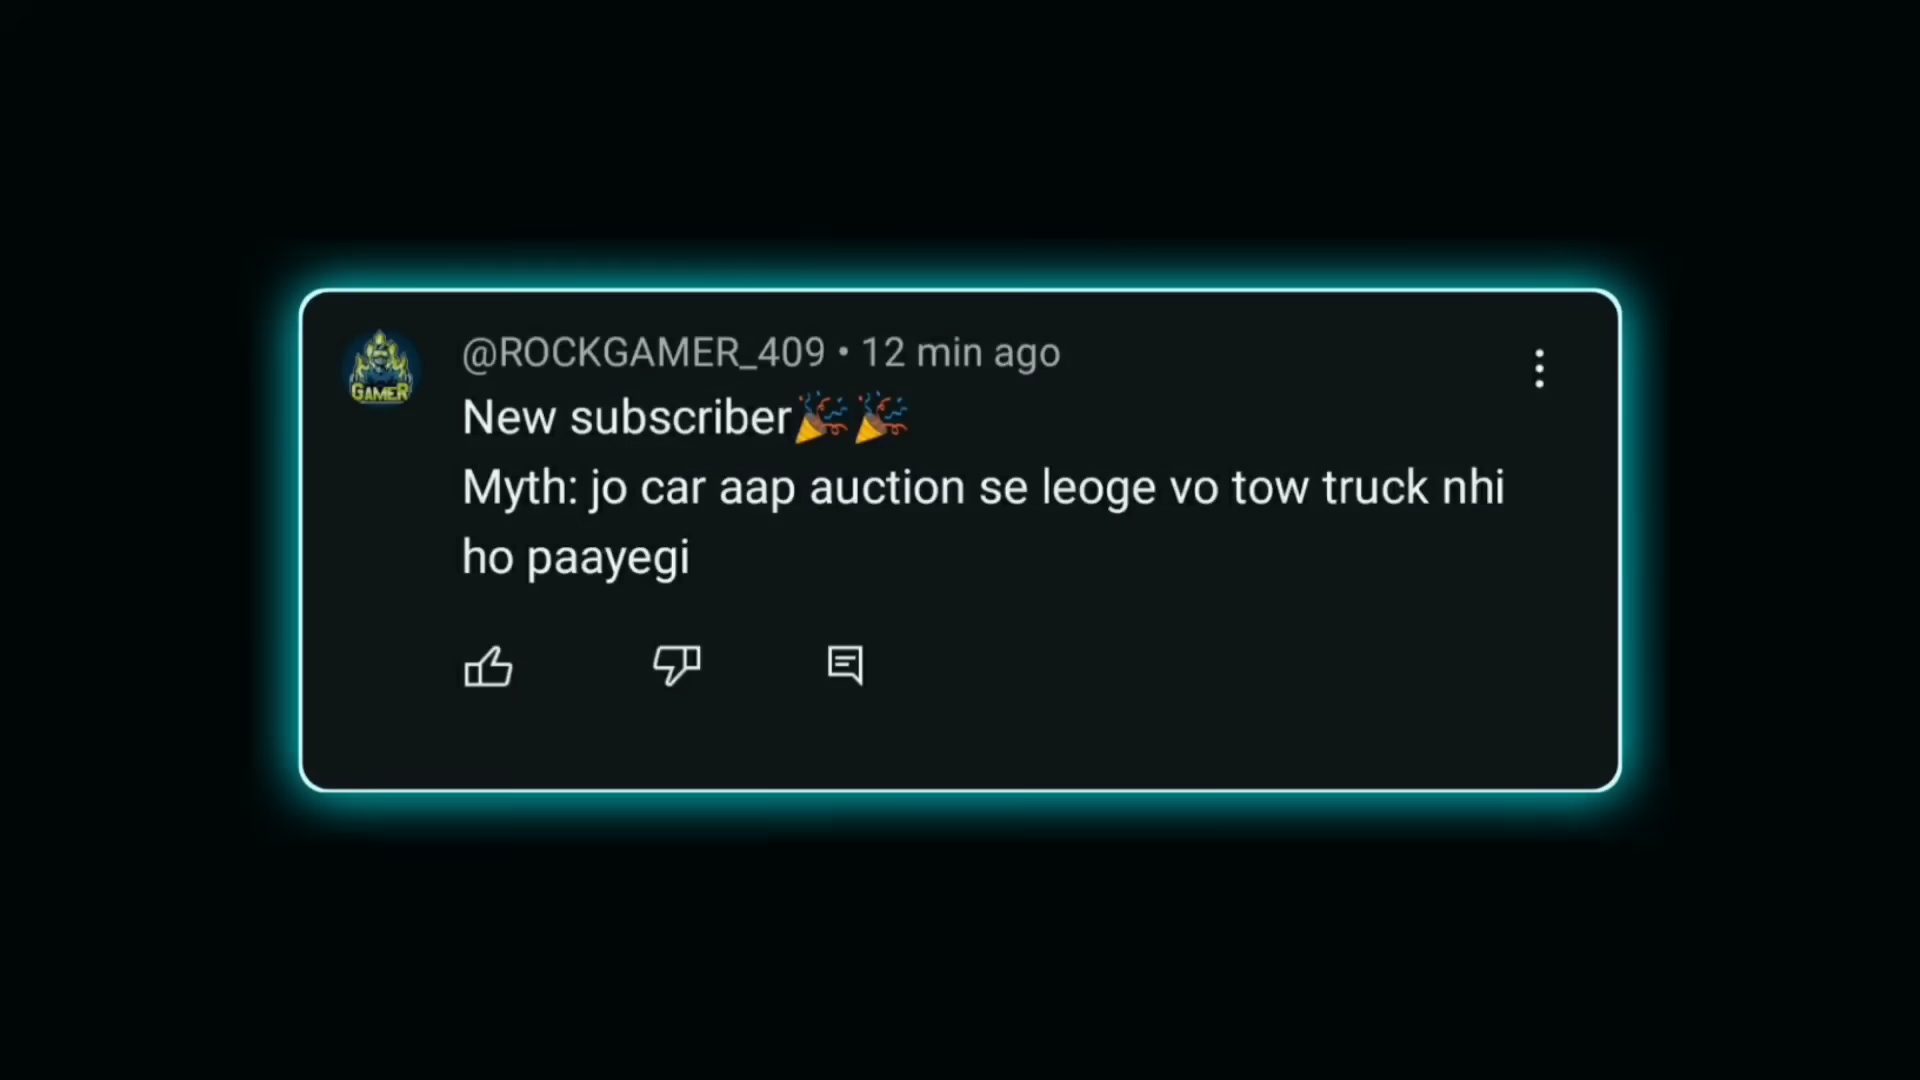 @ROCKGAMER_409 • 12 min ago
New subscriber🎉🎉
Myth: jo car aap auction se leoge vo tow truck nhi
ho paayegi
GAMER